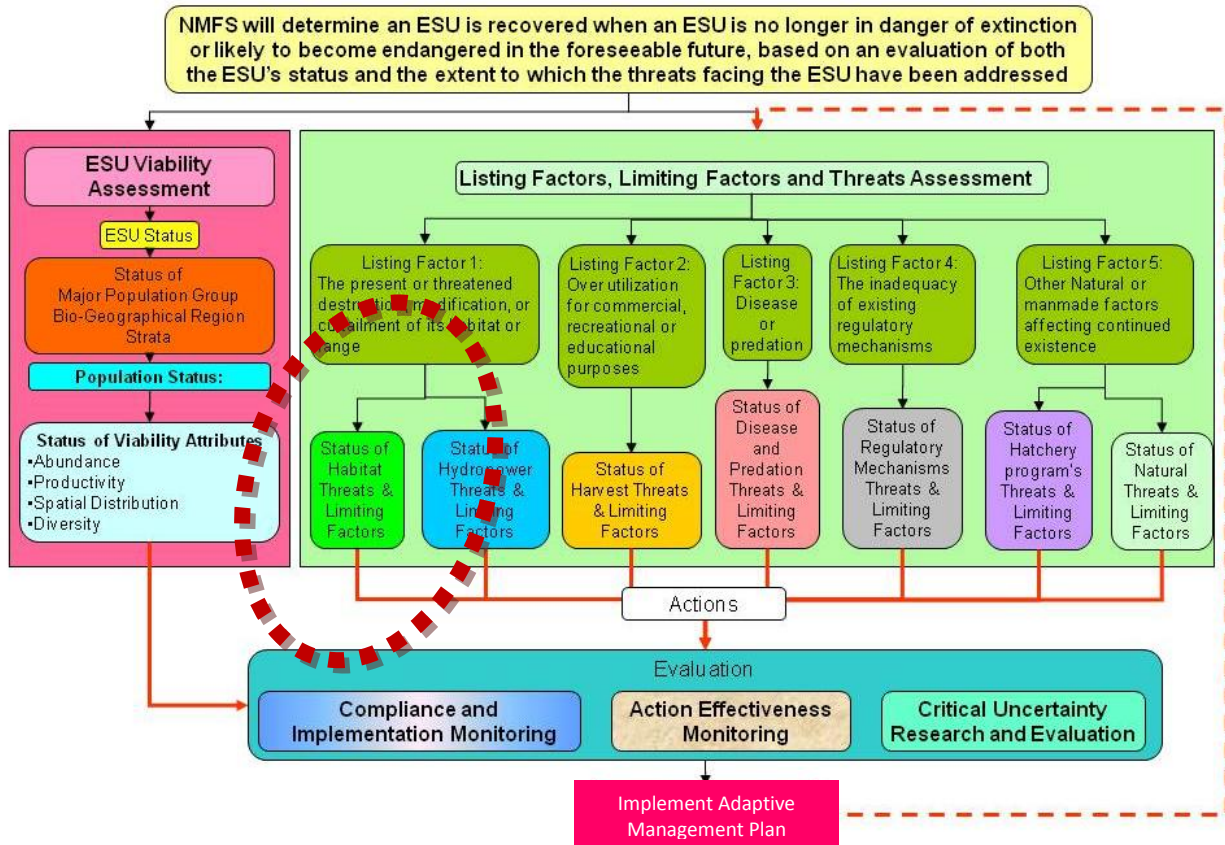 NMFS will determine an ESU is recovered when an ESU is no longer in danger of extinction
or likely to become endangered in the foreseeable future, based on an evaluation of both
the ESU's status and the extent to which the threats facing the ESU have been addressed
ESU Viability
Assessment
ESU Status
Status of
Major Population Group
Bio-Geographical Region
Strata
Population Status:
Status of Viability Attributes
▪Abundance
▪Productivity
▪Spatial Distribution
▪Diversity
Listing Factors, Limiting Factors and Threats Assessment
Listing Factor 1:
The present or threatened
destruction, modification, or
curtailment of its habitat or
range
Listing Factor 2:
Over utilization
for commercial,
recreational or
educational
purposes
Listing
Factor 3:
Disease
or
predation
Listing Factor 4:
The inadequacy
of existing
regulatory
mechanisms
Listing Factor 5:
Other Natural or
manmade factors
affecting continued
existence
Status of
Habitat
Threats &
Limiting
Factors
Status of
Hydropower
Threats &
Limiting
Factors
Status of
Harvest Threats
& Limiting
Factors
Status of
Disease
and
Predation
Threats &
Limiting
Factors
Status of
Regulatory
Mechanisms
Threats &
Limiting
Factors
Status of
Hatchery
program's
Threats &
Limiting
Factors
Status of
Natural
Threats &
Limiting
Factors
Actions
Evaluation
Compliance and
Implementation Monitoring
Action Effectiveness
Monitoring
Critical Uncertainty
Research and Evaluation
Implement Adaptive
Management Plan